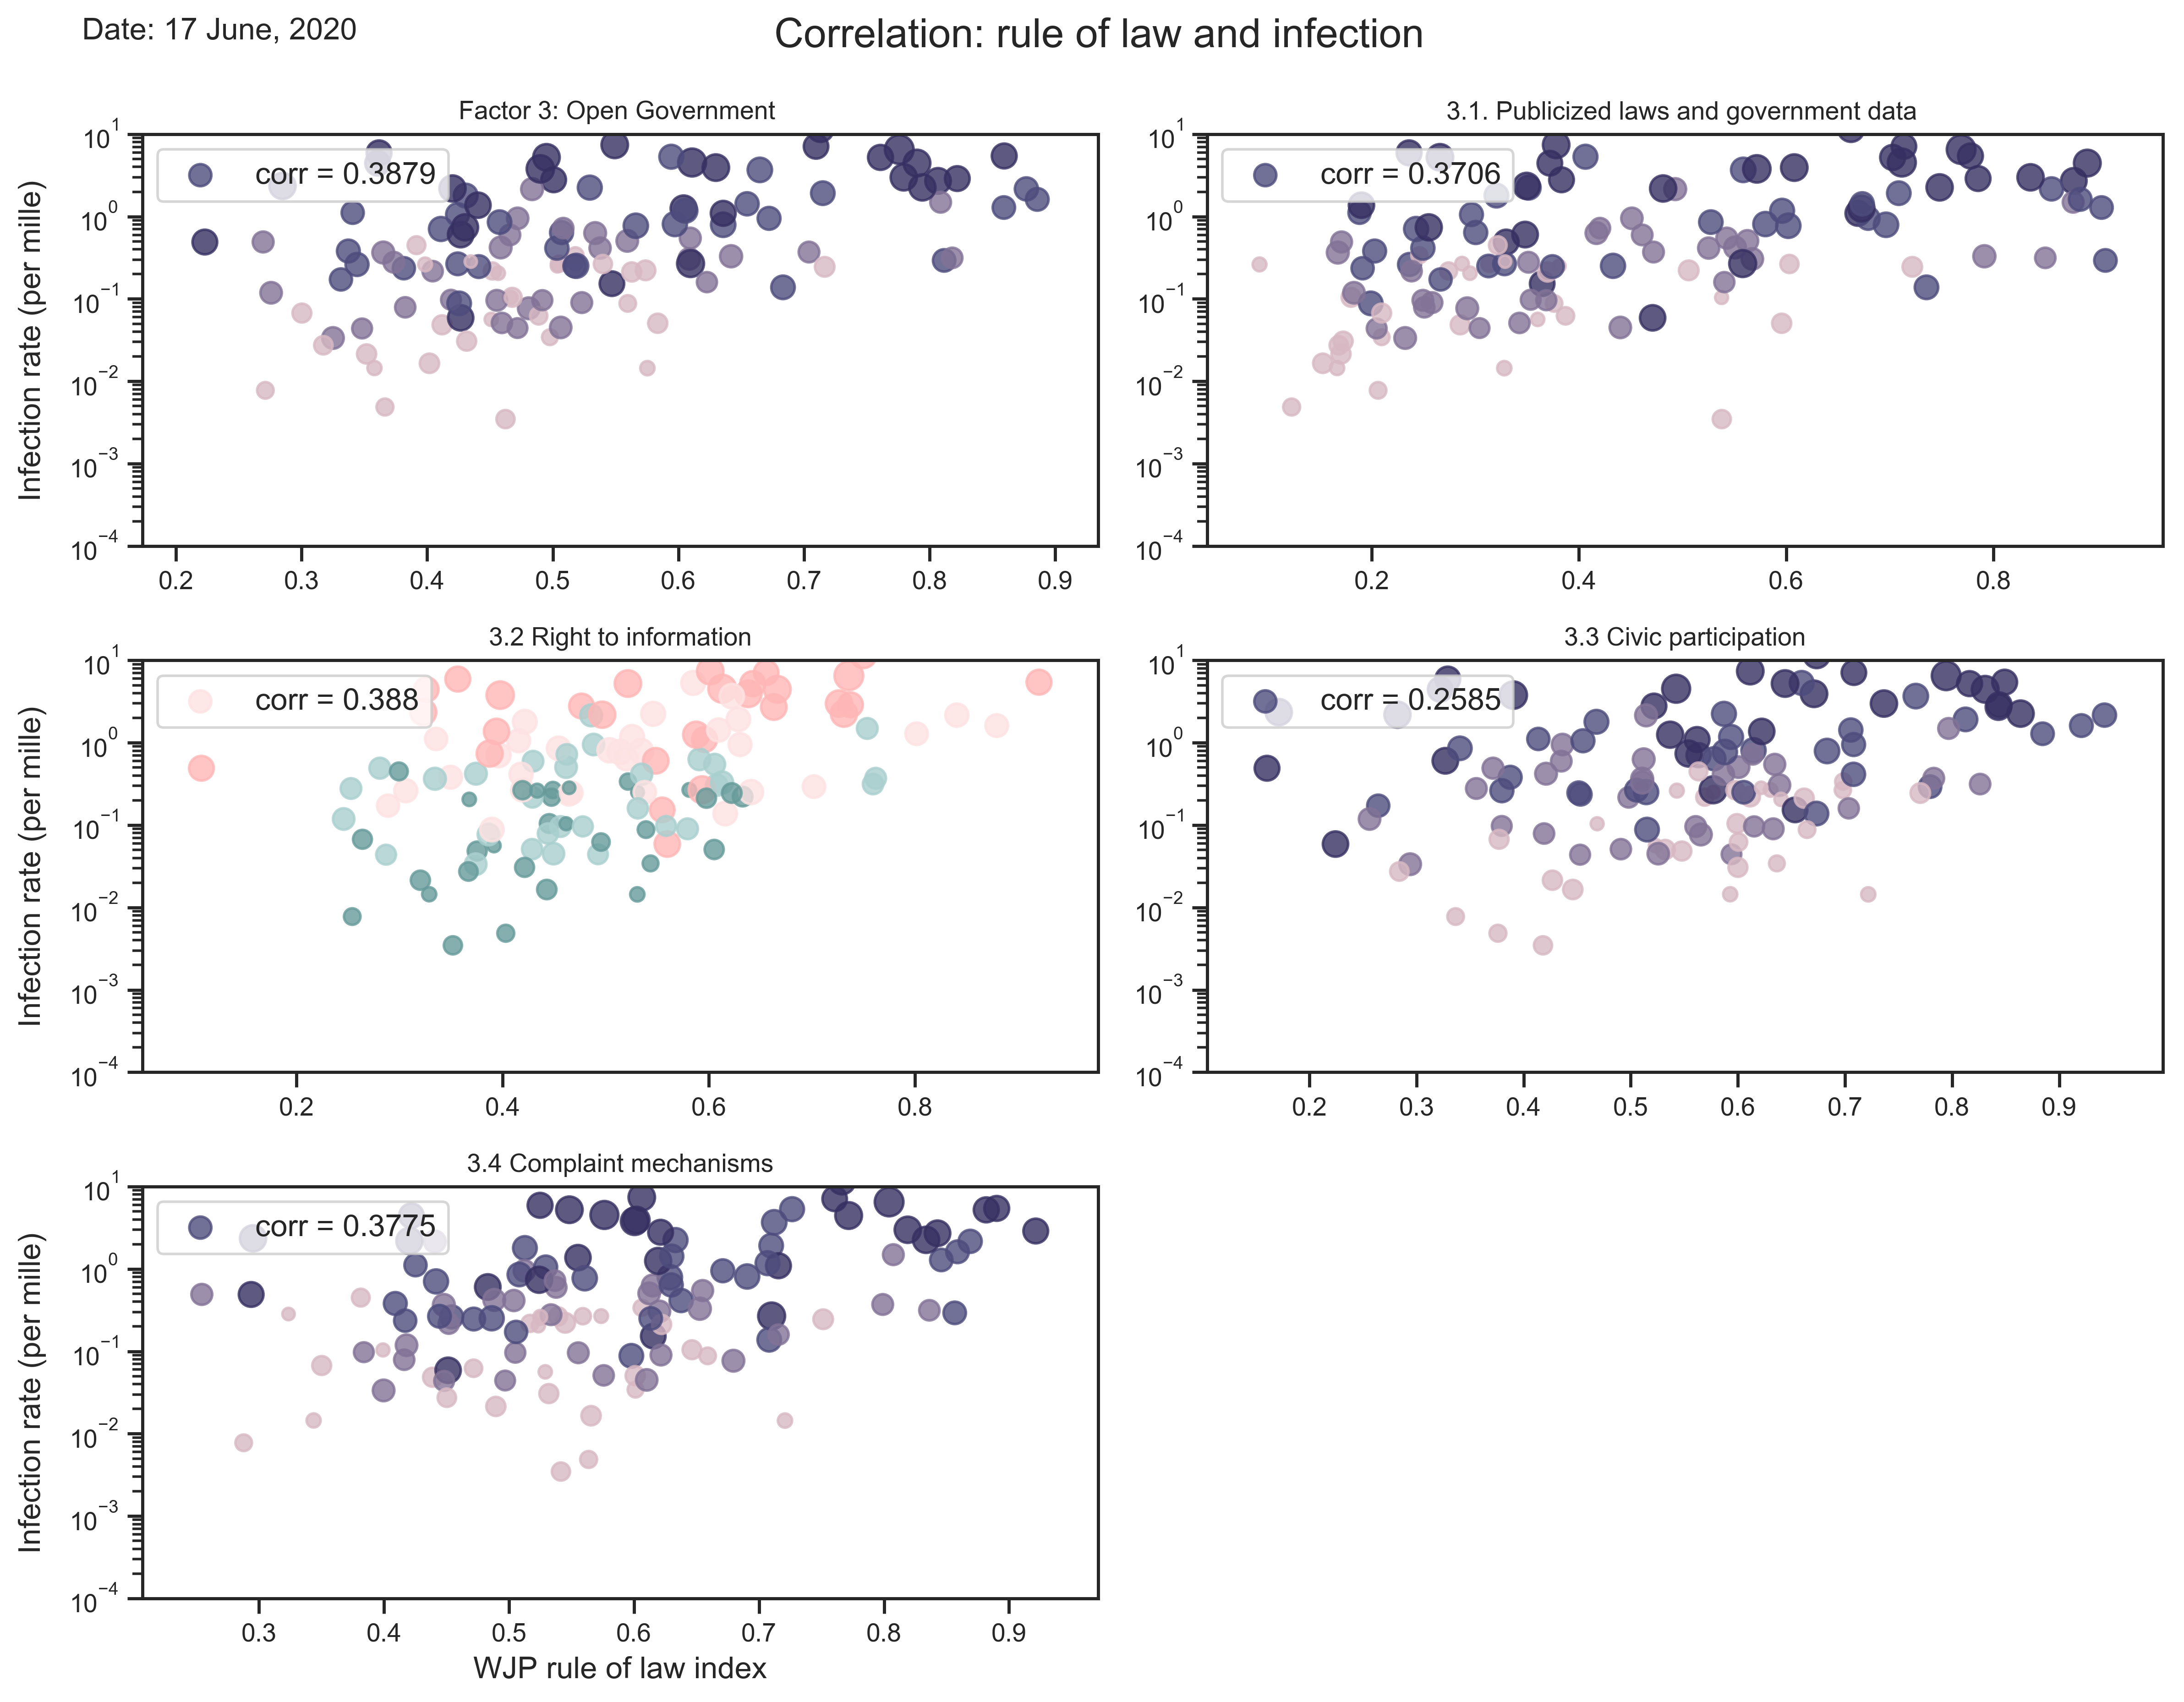 Date: 17 June, 2020
Correlation: rule of law and infection
Factor 3: Open Government
corr = 0.3879
Infection rate (per mille)
10^1
10^0
10^−1
10^−2
10^−3
10^−4
0.2 0.3 0.4 0.5 0.6 0.7 0.8 0.9
3.1. Publicized laws and government data
corr = 0.3706
10^1
10^0
10^−1
10^−2
10^−3
10^−4
0.2 0.4 0.6 0.8
3.2 Right to information
corr = 0.388
Infection rate (per mille)
10^1
10^0
10^−1
10^−2
10^−3
10^−4
0.2 0.4 0.6 0.8
3.3 Civic participation
corr = 0.2585
10^1
10^0
10^−1
10^−2
10^−3
10^−4
0.2 0.3 0.4 0.5 0.6 0.7 0.8 0.9
3.4 Complaint mechanisms
corr = 0.3775
Infection rate (per mille)
10^1
10^0
10^−1
10^−2
10^−3
10^−4
0.3 0.4 0.5 0.6 0.7 0.8 0.9
WJP rule of law index